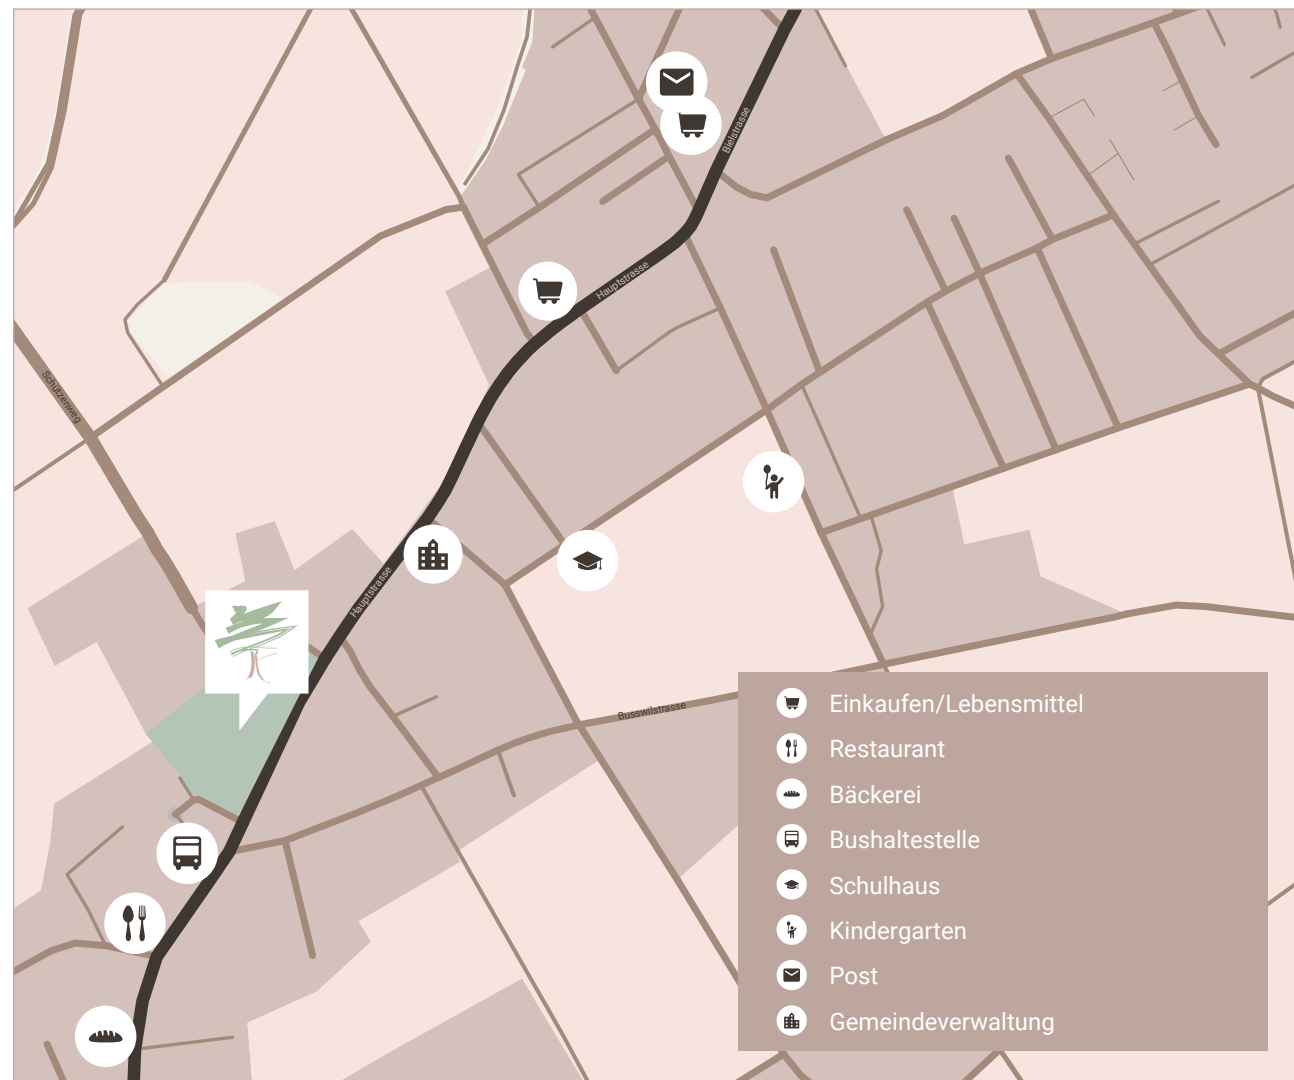 Bielstrasse
Hauptstrasse
Schützenweg
Hauptstrasse
Busswilstrasse
Einkaufen/Lebensmittel
Restaurant
Bäckerei
Bushaltestelle
Schulhaus
Kindergarten
Post
Gemeindeverwaltung